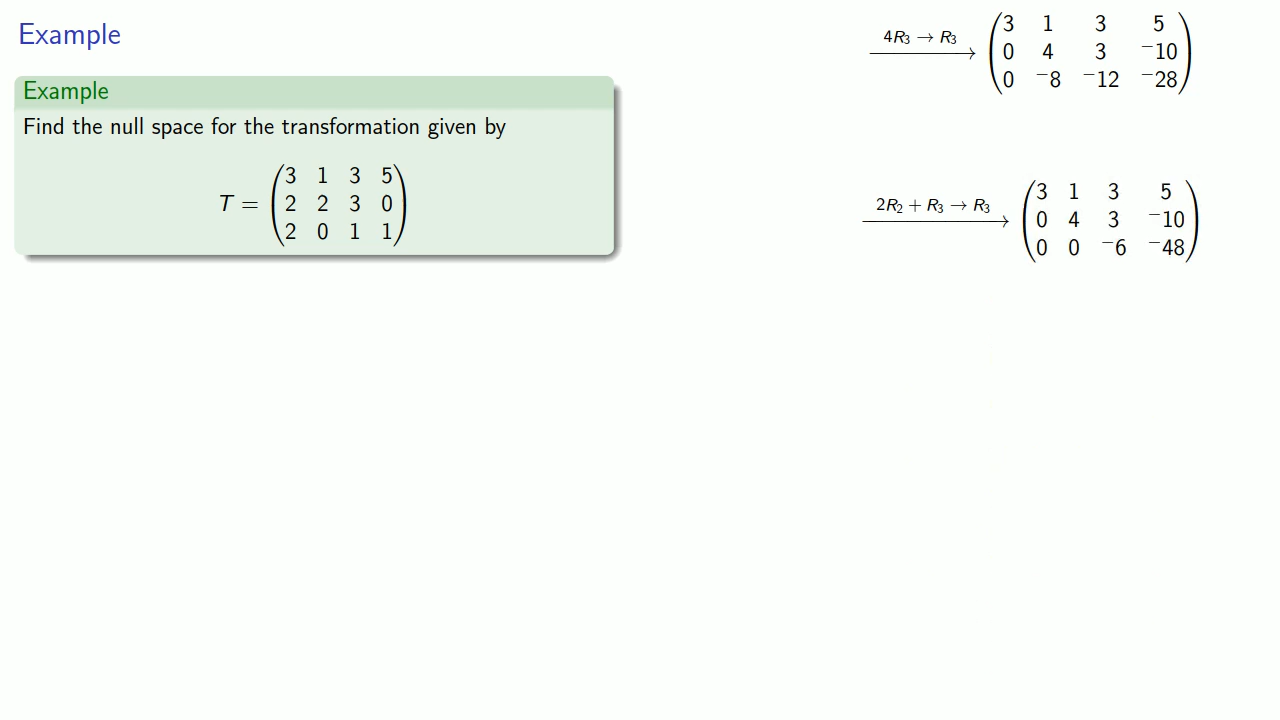 Example
Example
Find the null space for the transformation given by
T = 
3 1 3 5
2 2 3 0
2 0 1 1
4R₃ → R₃
3 1 3 5
0 4 3 ⁻10
0 ⁻8 ⁻12 ⁻28
2R₂ + R₃ → R₃
3 1 3 5
0 4 3 ⁻10
0 0 ⁻6 ⁻48